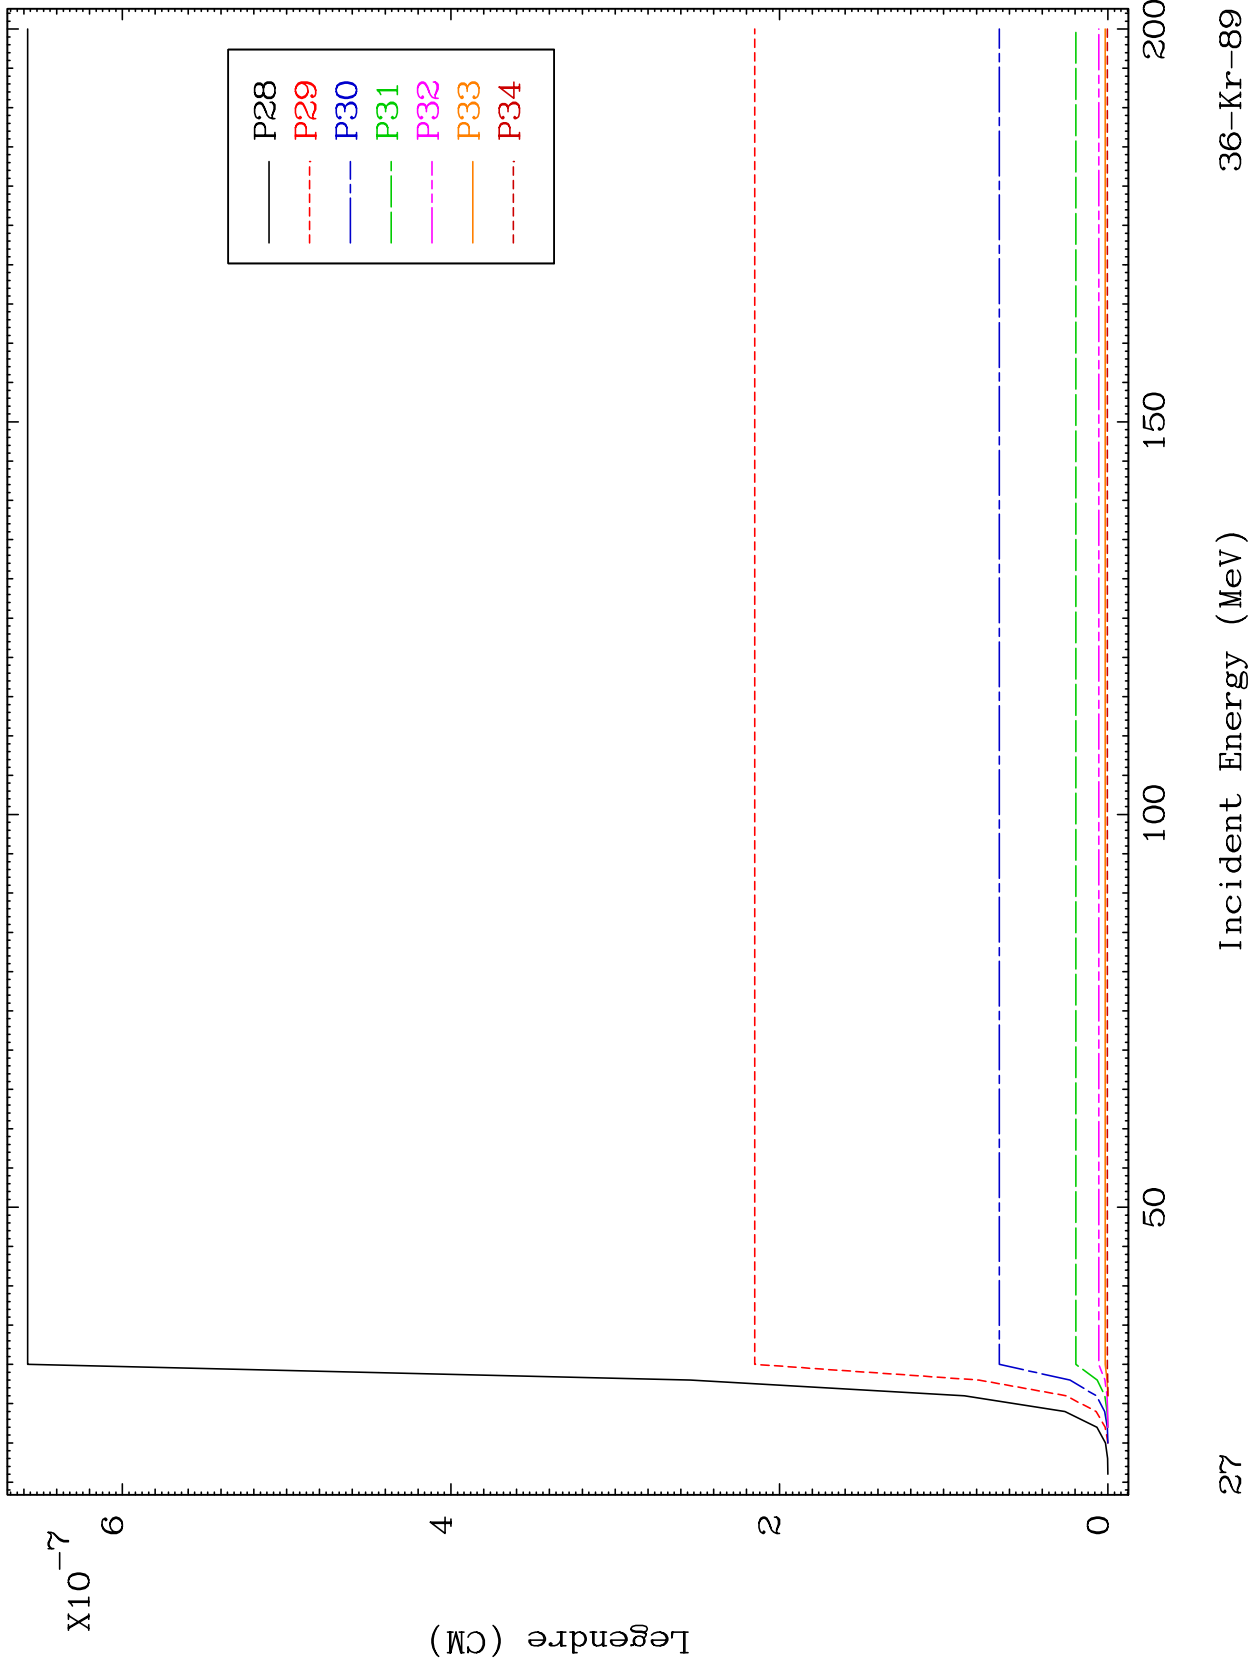 X10
-7
6
4
2
0
Legendre (CM)
P28
P29
P30
P31
P32
P33
P34
50
100
150
200
Incident Energy (MeV)
27
36-Kr-89